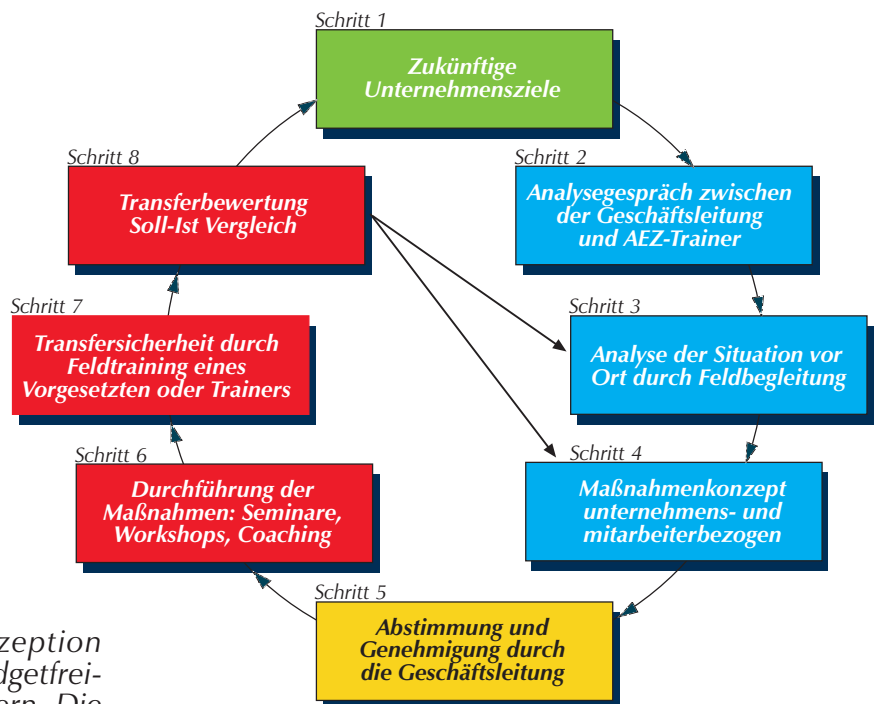 Schritt 1
Zukünftige
Unternehmensziele
Schritt 2
Analysegespräch zwischen
der Geschäftsleitung
und AEZ-Trainer
Schritt 3
Analyse der Situation vor
Ort durch Feldbegleitung
Schritt 4
Maßnahmenkonzept
unternehmens- und
mitarbeiterbezogen
Schritt 5
Abstimmung und
Genehmigung durch
die Geschäftsleitung
Schritt 6
Durchführung der
Maßnahmen: Seminare,
Workshops, Coaching
Schritt 7
Transfersicherheit durch
Feldtraining eines
Vorgesetzten oder Trainers
Schritt 8
Transferbewertung
Soll-Ist Vergleich
zeption
dgetfrei-
ern. Die